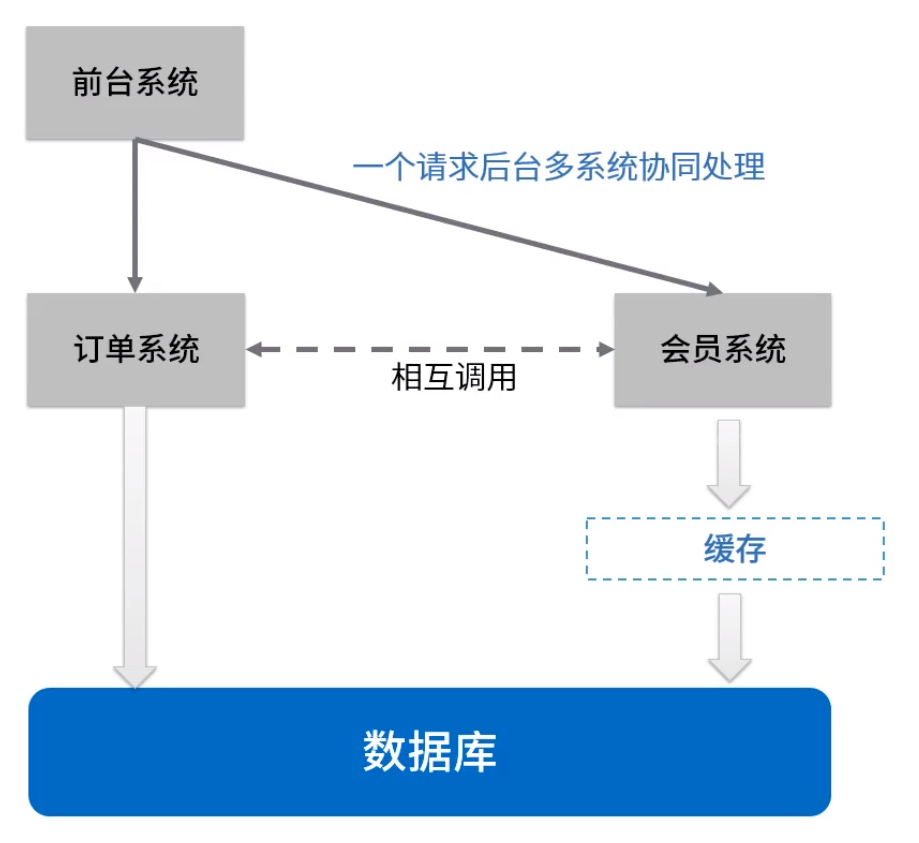 前台系统
一个请求后台多系统协同处理
订单系统
会员系统
相互调用
缓存
数据库